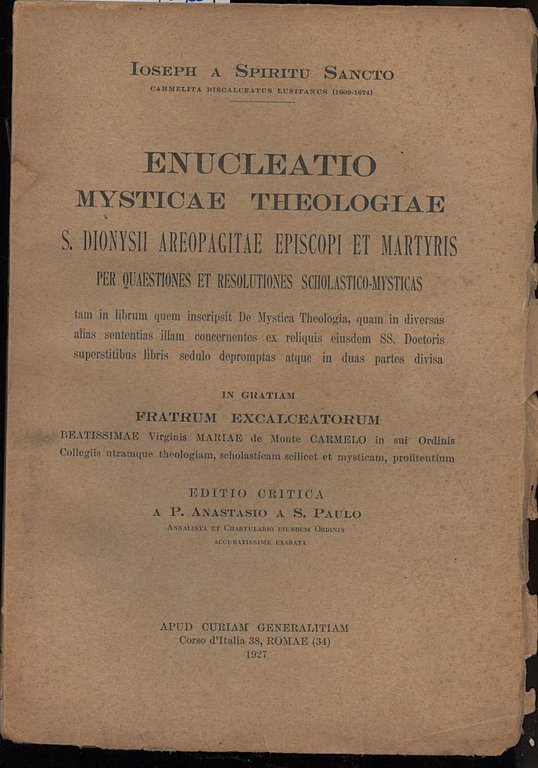 IOSEPH A SPIRITU SANCTO
CARMELITA DISCALCEATUS LUSITANUS (1609-1674)
ENUCLEATIO
MYSTICAE THEOLOGIAE
S. DIONYSII AREOPAGITAE EPISCOPI ET MARTYRIS
PER QUAESTIONES ET RESOLUTIONES SCHOLASTICO-MYSTICAS
tam in librum quem inscripsit De Mystica Theologia, quam in diversas
alias sententias illam concernentes ex reliquis eiusdem SS. Doctoris
superstitibus libris sedulo depromptas atque in duas partes divisa
IN GRATIAM
FRATRUM EXCALCEATORUM
BEATISSIMAE Virginis MARIAE de Monte CARMELO in sui Ordinis
Collegiis utramque theologiam, scholasticam scilicet et mysticam, profitentium
EDITIO CRITICA
A P. ANASTASIO A S. PAULO
ANNALISTA ET CHARTULARIO EIUSDEM ORDINIS
ACCURATISSIME EXARATA
APUD CURIAM GENERALITIAM
Corso d'Italia 38, ROMAE (34)
1927